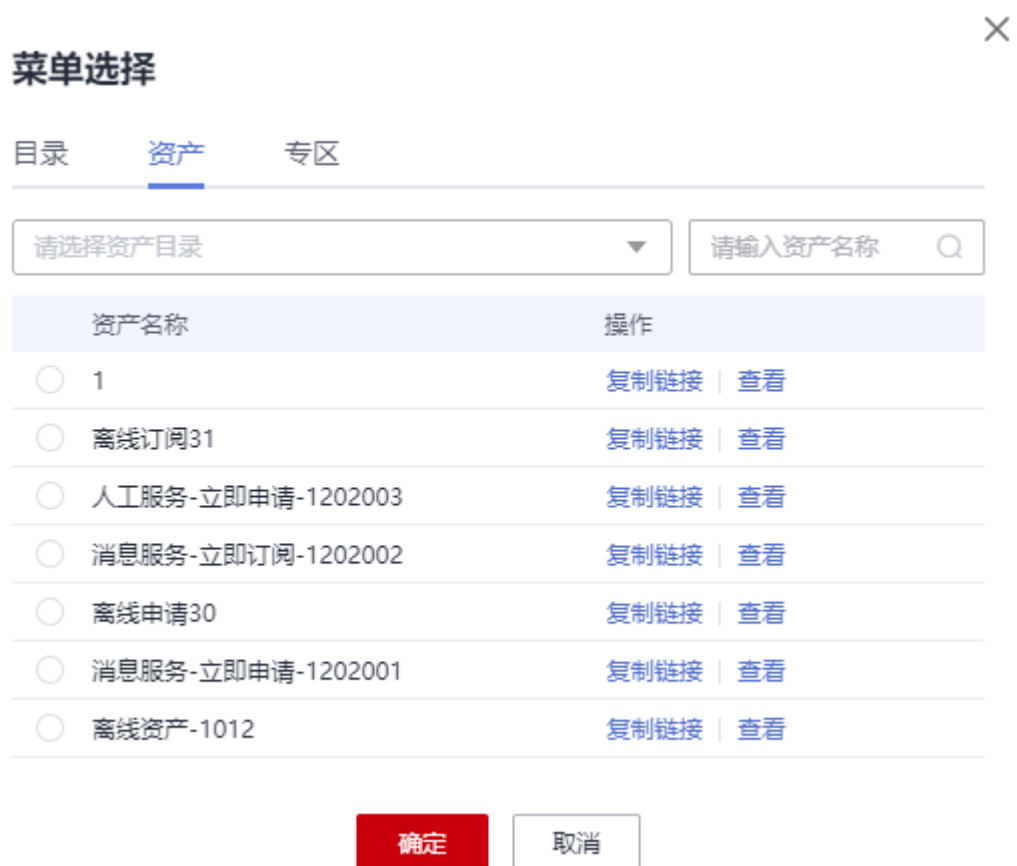 菜单选择
目录 资产 专区
请选择资产目录 请输入资产名称
资产名称 操作
1 复制链接 查看
离线订阅31 复制链接 查看
人工服务-立即申请-1202003 复制链接 查看
消息服务-立即订阅-1202002 复制链接 查看
离线申请30 复制链接 查看
消息服务-立即申请-1202001 复制链接 查看
离线资产-1012 复制链接 查看
确定 取消